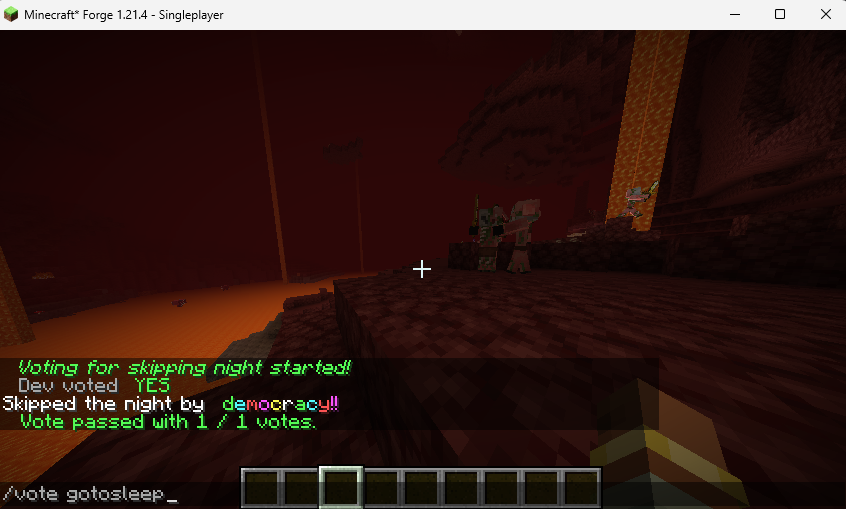 Minecraft* Forge 1.21.4 - Singleplayer
Voting for skipping night started!
Dev voted YES
Skipped the night by democracy!!
Vote passed with 1 / 1 votes.
/vote gotosleep_